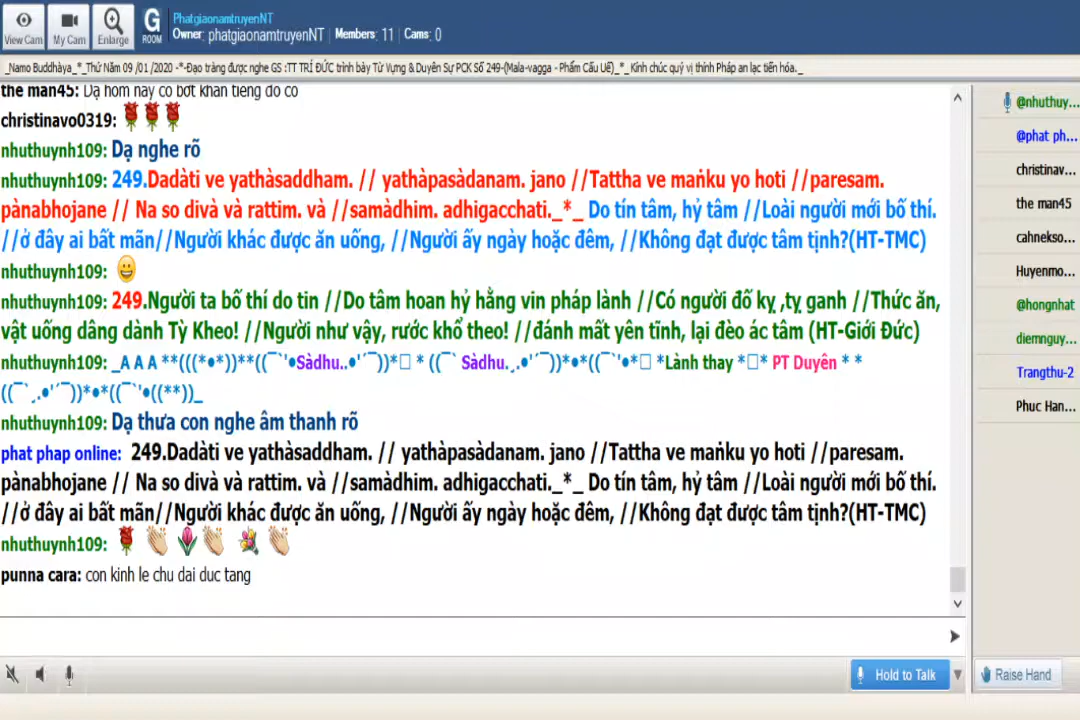 PhatgiaonamtruyenNT
View Cam My Cam Enlarge G ROOM Owner: phatgiaonamtruyenNT Members: 11 Cams: 0
_Namo Buddhàya_*_Thứ Năm 09 /01 /2020 -*-Đạo tràng được nghe GS :TT TRÍ ĐỨC trình bày Từ Vựng & Duyên Sự PCK Số 249-(Mala-vagga - Phẩm Cấu Uế)_*_ Kính chúc quý vị thính Pháp an lạc tiến hóa._
the man45: Dạ hôm nay có bớt khàn tiếng đó cô
christinavo0319:
nhuthuynh109: Dạ nghe rõ
nhuthuynh109: 249.Dadàti ve yathàsaddham. // yathàpasàdanam. jano //Tattha ve maṅku yo hoti //paresam.
pànabhojane // Na so divà và rattim. và //samàdhim. adhigacchati._*_ Do tín tâm, hỷ tâm //Loài người mới bố thí.
//ở đây ai bất mãn//Người khác được ăn uống, //Người ấy ngày hoặc đêm, //Không đạt được tâm tịnh?(HT-TMC)
nhuthuynh109:
nhuthuynh109: 249.Người ta bố thí do tin //Do tâm hoan hỷ hằng vin pháp lành //Có người đố kỵ ,tỵ ganh //Thức ăn,
vật uống dâng dành Tỳ Kheo! //Người như vậy, rước khổ theo! //đánh mất yên tĩnh, lại đèo ác tâm (HT-Giới Đức)
nhuthuynh109: _A A A **(((*•*))**((¯`'•Sàdhu..•'´¯))*□ * ((¯` Sàdhu.¸.•'´¯))*•*((¯`'•*□ *Lành thay *□* PT Duyên * *
((¯`¸.•'´¯))*•*((¯`'•((**))_
nhuthuynh109: Dạ thưa con nghe âm thanh rõ
phat phap online: 249.Dadàti ve yathàsaddham. // yathàpasàdanam. jano //Tattha ve maṅku yo hoti //paresam.
pànabhojane // Na so divà và rattim. và //samàdhim. adhigacchati._*_ Do tín tâm, hỷ tâm //Loài người mới bố thí.
//ở đây ai bất mãn//Người khác được ăn uống, //Người ấy ngày hoặc đêm, //Không đạt được tâm tịnh?(HT-TMC)
nhuthuynh109:
punna cara: con kinh le chu dai duc tang
@nhuthuy...
@phat ph...
christinav...
the man45
cahnekso...
Huyenmo...
@hongnhat
diemnguy...
Trangthu-2
Phuc Han...
Hold to Talk
Raise Hand